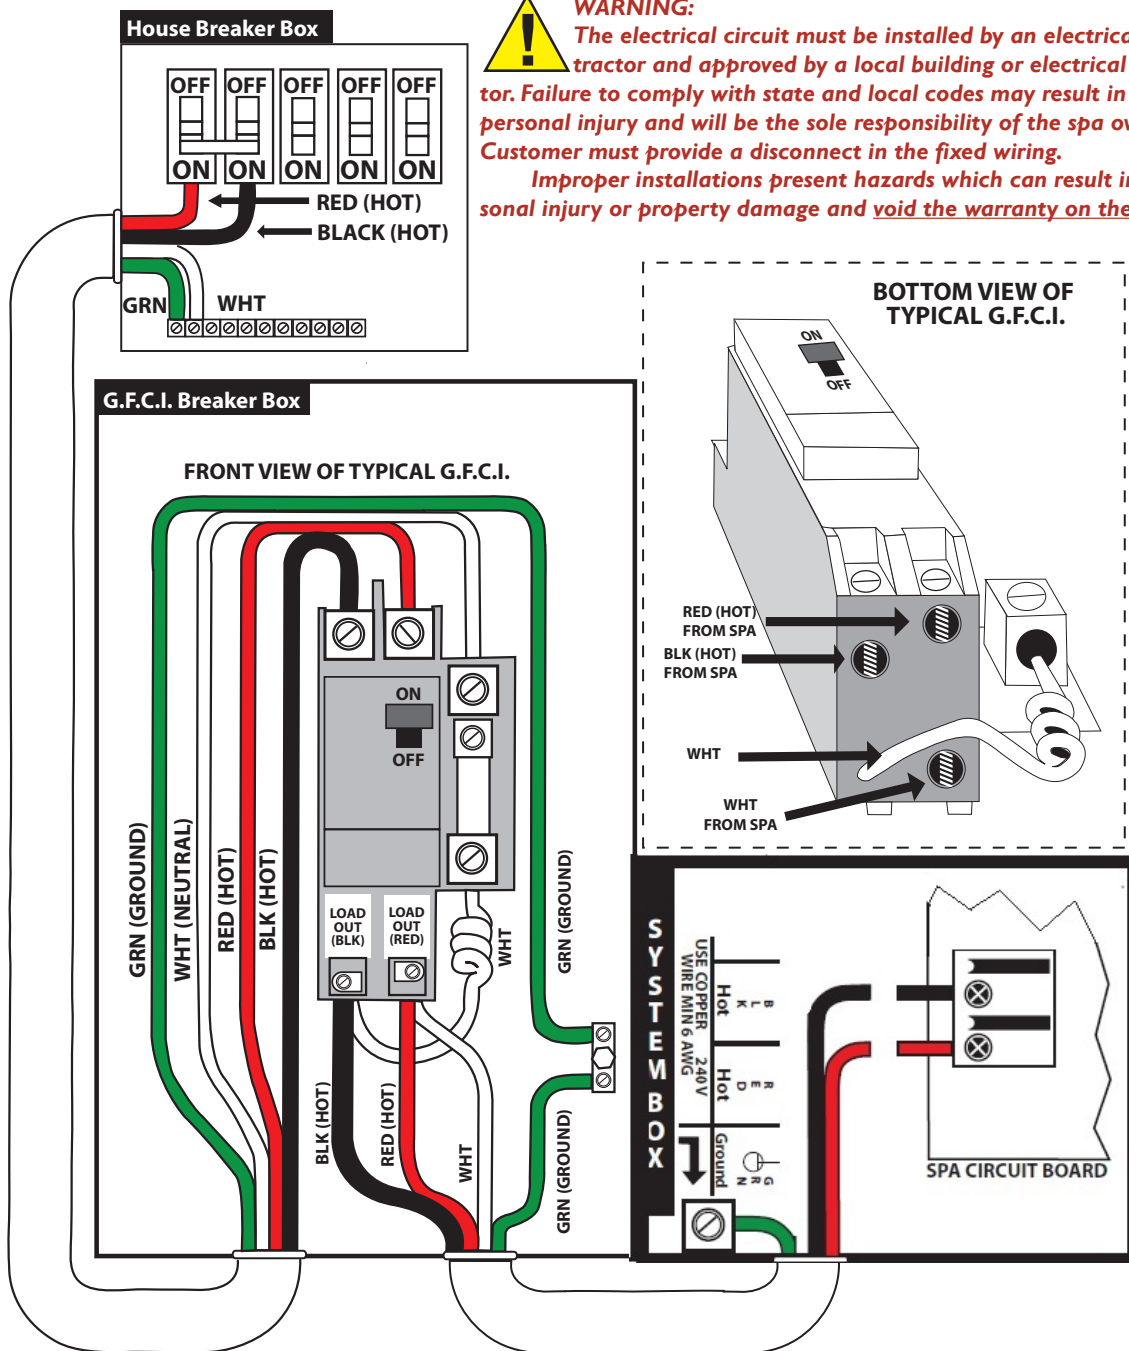 House Breaker Box
OFF OFF OFF OFF OFF
ON ON ON ON ON
RED (HOT)
BLACK (HOT)
GRN
WHT
WARNING:
The electrical circuit must be installed by an electrica
tractor and approved by a local building or electrical
tor. Failure to comply with state and local codes may result in
personal injury and will be the sole responsibility of the spa ow
Customer must provide a disconnect in the fixed wiring.
Improper installations present hazards which can result in
sonal injury or property damage and void the warranty on the
BOTTOM VIEW OF
TYPICAL G.F.C.I.
ON
OFF
RED (HOT)
FROM SPA
BLK (HOT)
FROM SPA
WHT
WHT
FROM SPA
G.F.C.I. Breaker Box
FRONT VIEW OF TYPICAL G.F.C.I.
ON
OFF
GRN (GROUND)
WHT (NEUTRAL)
RED (HOT)
BLK (HOT)
LOAD
OUT
(BLK)
LOAD
OUT
(RED)
WHT
GRN (GROUND)
BLK (HOT)
RED (HOT)
WHT
GRN (GROUND)
SYSTEM BOX
USE COPPER 240V
WIRE MIN 6 AWG
Hot
BLK
Hot
RED
Ground
GRN
SPA CIRCUIT BOARD